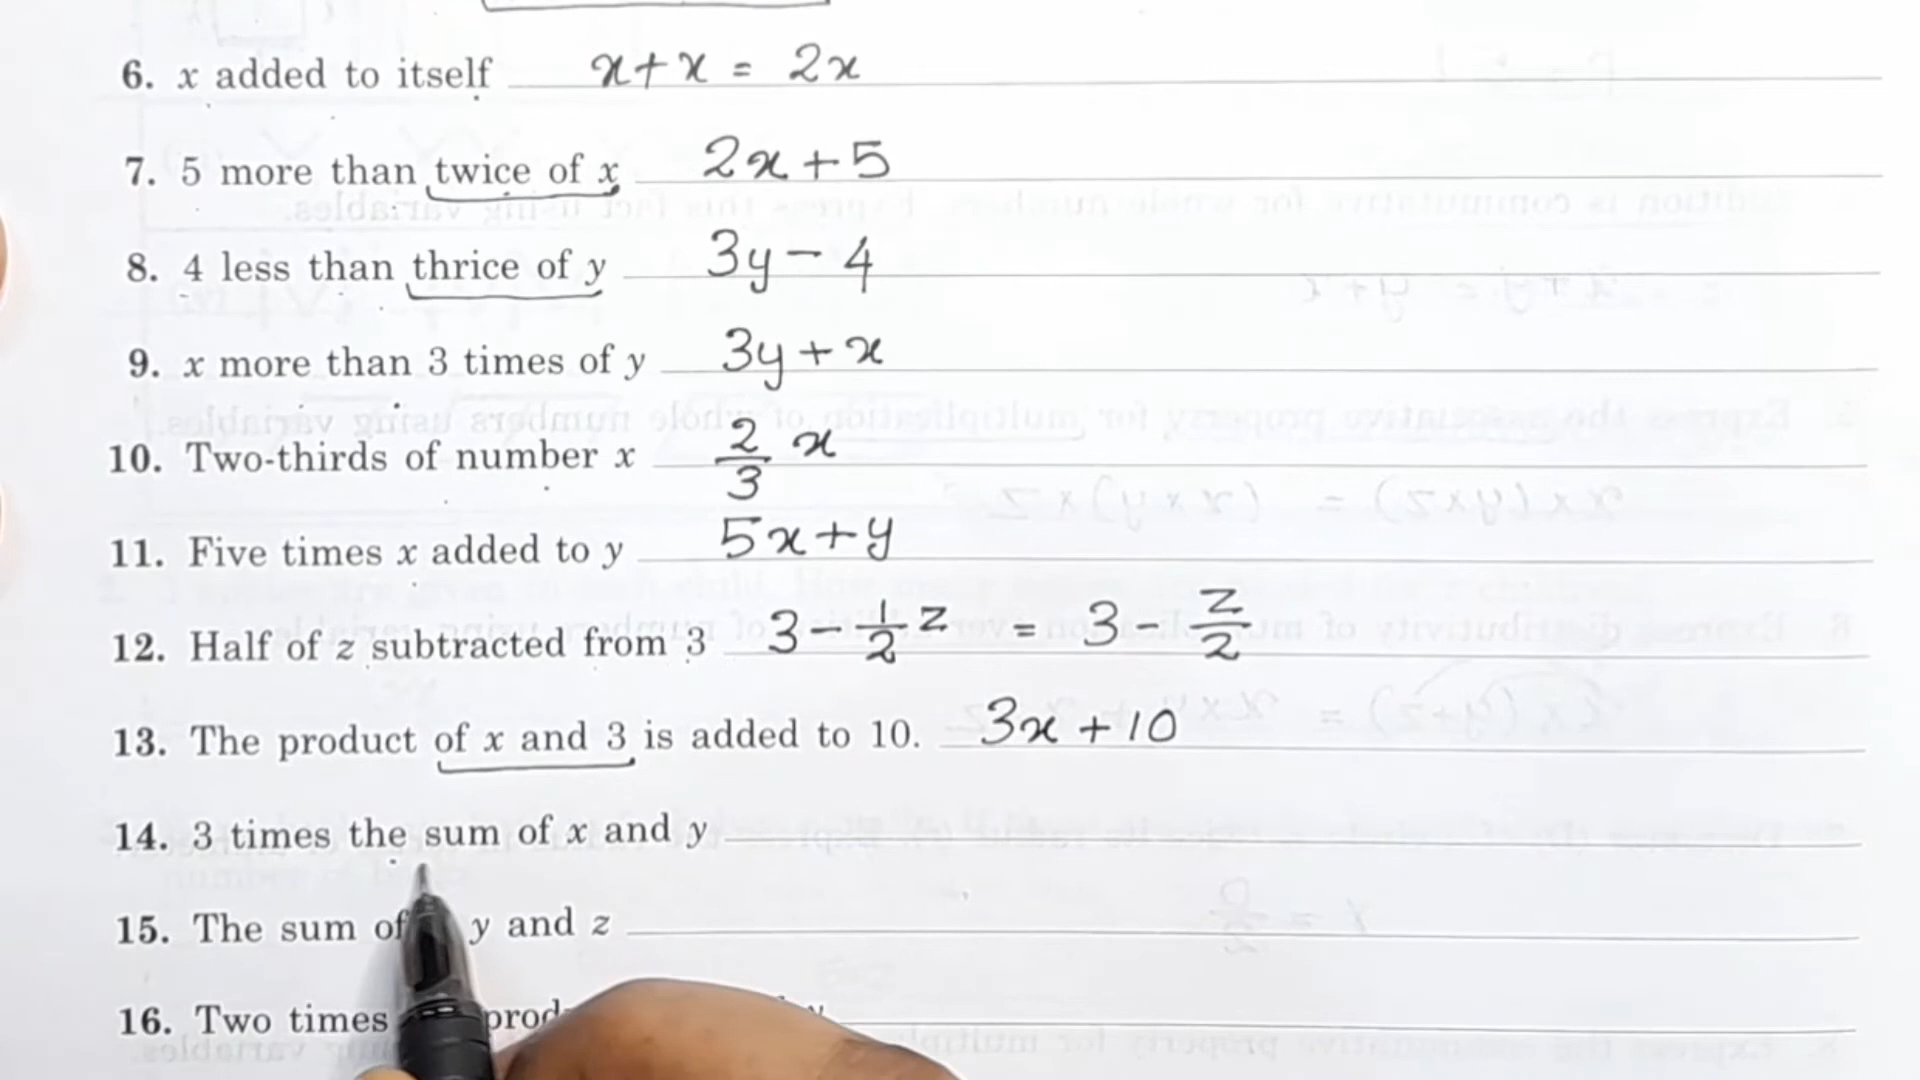 6. x added to itself x+x = 2x
7. 5 more than twice of x 2x+5
8. 4 less than thrice of y 3y-4
9. x more than 3 times of y 3y+x
10. Two-thirds of number x 2/3 x
11. Five times x added to y 5x+y
12. Half of z subtracted from 3 3-1/2 z = 3-z/2
13. The product of x and 3 is added to 10. 3x+10
14. 3 times the sum of x and y
15. The sum of y and z
16. Two times